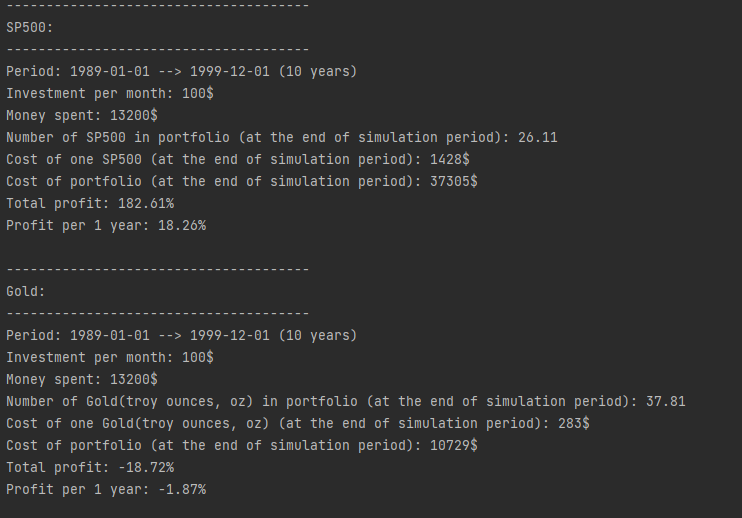 --------------------------------------
SP500:
--------------------------------------
Period: 1989-01-01 --> 1999-12-01 (10 years)
Investment per month: 100$
Money spent: 13200$
Number of SP500 in portfolio (at the end of simulation period): 26.11
Cost of one SP500 (at the end of simulation period): 1428$
Cost of portfolio (at the end of simulation period): 37305$
Total profit: 182.61%
Profit per 1 year: 18.26%
--------------------------------------
Gold:
--------------------------------------
Period: 1989-01-01 --> 1999-12-01 (10 years)
Investment per month: 100$
Money spent: 13200$
Number of Gold(troy ounces, oz) in portfolio (at the end of simulation period): 37.81
Cost of one Gold(troy ounces, oz) (at the end of simulation period): 283$
Cost of portfolio (at the end of simulation period): 10729$
Total profit: -18.72%
Profit per 1 year: -1.87%